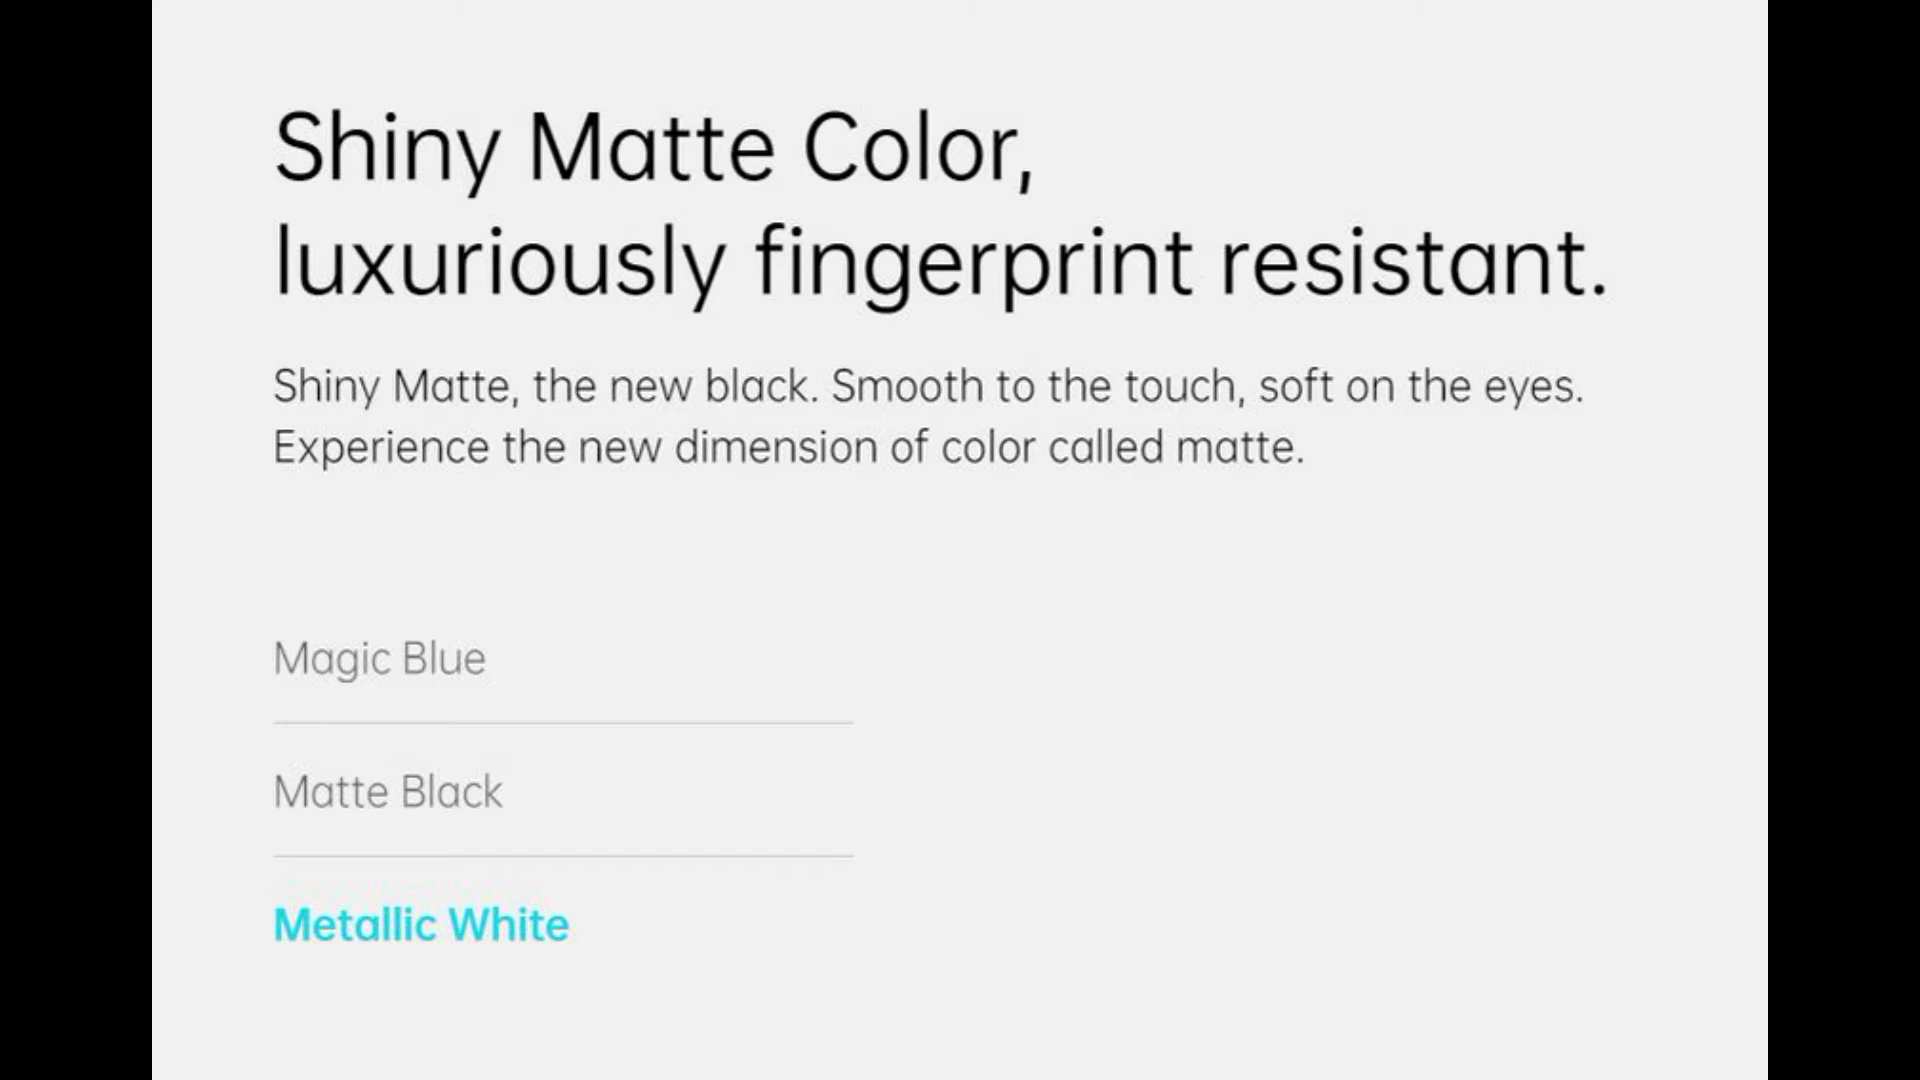 Shiny Matte Color,
luxuriously fingerprint resistant.
Shiny Matte, the new black. Smooth to the touch, soft on the eyes.
Experience the new dimension of color called matte.
Magic Blue
Matte Black
Metallic White